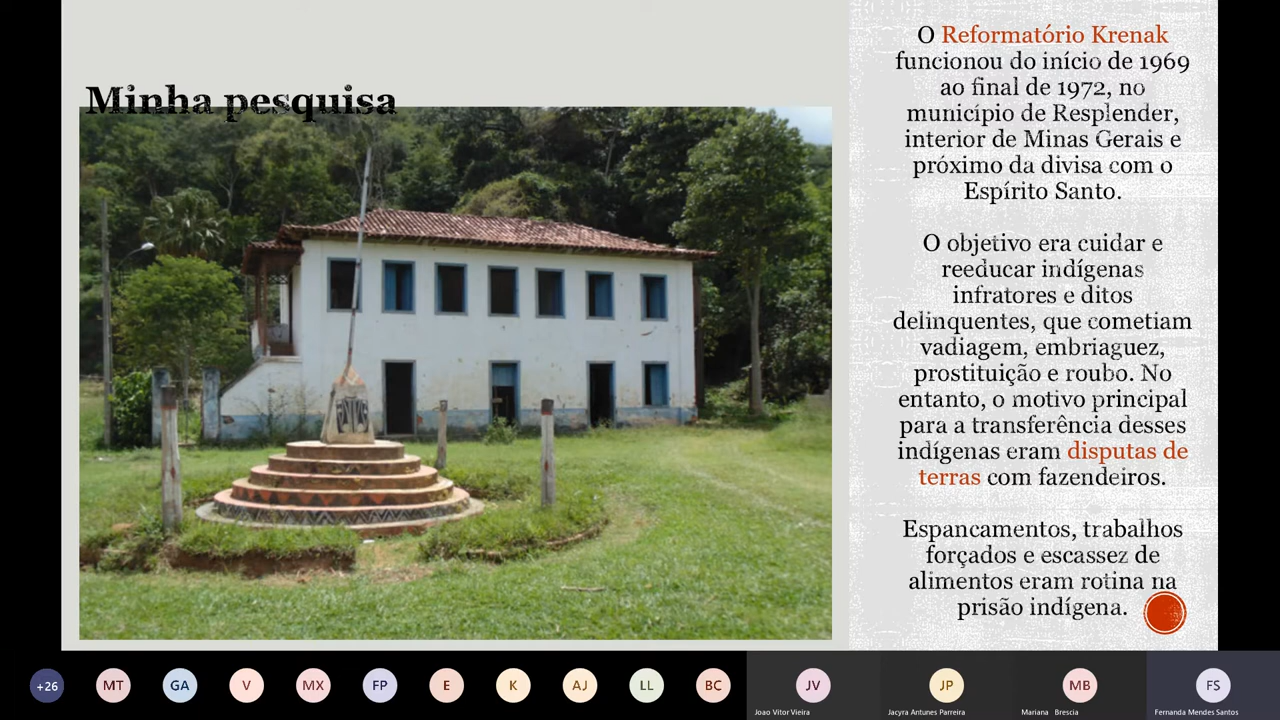 Minha pesquisa
O Reformatório Krenak
funcionou do início de 1969
ao final de 1972, no
município de Resplender,
interior de Minas Gerais e
próximo da divisa com o
Espírito Santo.
O objetivo era cuidar e
reeducar indígenas
infratores e ditos
delinquentes, que cometiam
vadiagem, embriaguez,
prostituição e roubo. No
entanto, o motivo principal
para a transferência desses
indígenas eram disputas de
terras com fazendeiros.
Espancamentos, trabalhos
forçados e escassez de
alimentos eram rotina na
prisão indígena.
+26 MT GA V MX FP E K AJ LL BC JV JP MB FS
Joao Vitor Vieira Jacyra Antunes Parreira Mariana Brescia Fernanda Mendes Santos